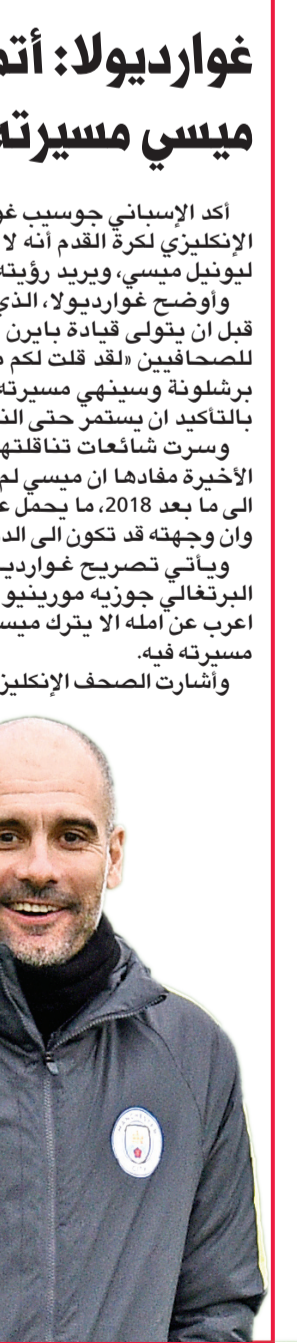 غوارديولا: أتم
ميسي مسيرته
أكد الإسباني جوسيب غو
الإنكليزي لكرة القدم أنه لا
ليونيل ميسي، ويريد رؤيته
وأوضح غوارديولا، الذي
قبل ان يتولى قيادة بايرن
للصحافيين «لقد قلت لكم
برشلونة وسينهي مسيرته
بالتأكيد ان يستمر حتى الن
وسرت شائعات تناقلتها
الأخيرة مفادها ان ميسي لم
الى ما بعد 2018، ما يحمل
وان وجهته قد تكون الى الد
ويأتي تصريح غوارديـ
البرتغالي جوزيه مورينيو
اعرب عن امله الا يترك ميسـ
مسيرته فيه.
وأشارت الصحف الإنكليز